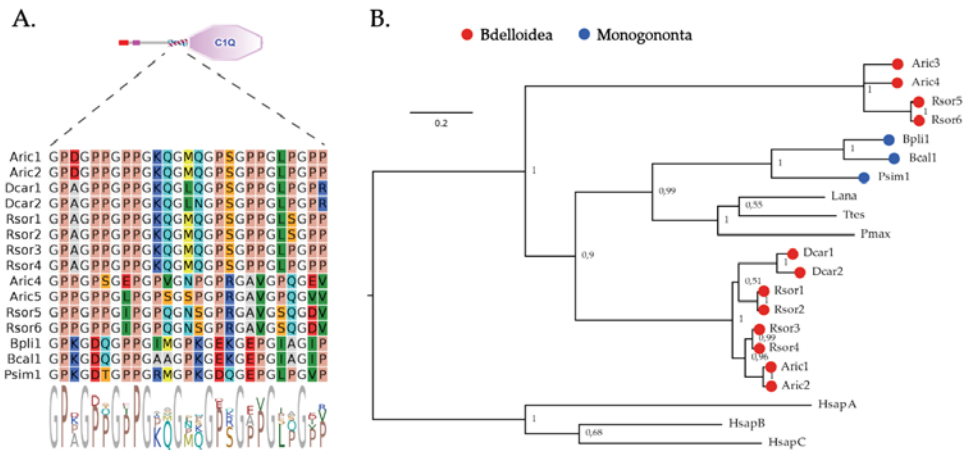 A.
B.
C1Q
Bdelloidea
Monogononta
0.2
Aric1 GPDGPPGPPGKQGMQGPSGPPGLPGPP
Aric2 GPDGPPGPPGKQGMQGPSGPPGLPGPP
Dcar1 GPAGPPGPPGKQGLQGPSGPPGLPGPR
Dcar2 GPAGPPGPPGKQGLNGPSGPPGLPGPR
Rsor1 GPAGPPGPPGKQGMQGPSGPPGLSGPP
Rsor2 GPAGPPGPPGKQGMQGPSGPPGLSGPP
Rsor3 GPAGPPGPPGKQGMQGPSGPPGLPGPP
Rsor4 GPAGPPGPPGKQGMQGPSGPPGLPGPP
Aric4 GPPGPSGEPGPVGNPGPRGAVGPQGEV
Aric5 GPPGPPGLPGPSGSPGPRGAVGPQGVV
Rsor5 GPPGPPGIPGPQGNSGPRGAVGSQGDV
Rsor6 GPPGPPGIPGPQGNSGPRGAVGSQGDV
Bpli1 GPKGDQGPPGIMGPKGEKGEPGIAGIP
Bcal1 GPKGDQGPPGAAGPKGEKGEPGIAGIP
Psim1 GPKGDTGPPGPPGMKGDQGEPGLPGVP
Aric3
Aric4
1
Rsor5
1
Rsor6
Bpli1
1
Bcal1
1
Psim1
1
0,99
Lana
0,55
Ttes
1
Pmax
0,9
Dcar1
1
Dcar2
0,51
Rsor1
1
Rsor2
1
Rsor3
0,99
Rsor4
0,96
Aric1
1
Aric2
HsapA
1
HsapB
0,68
HsapC